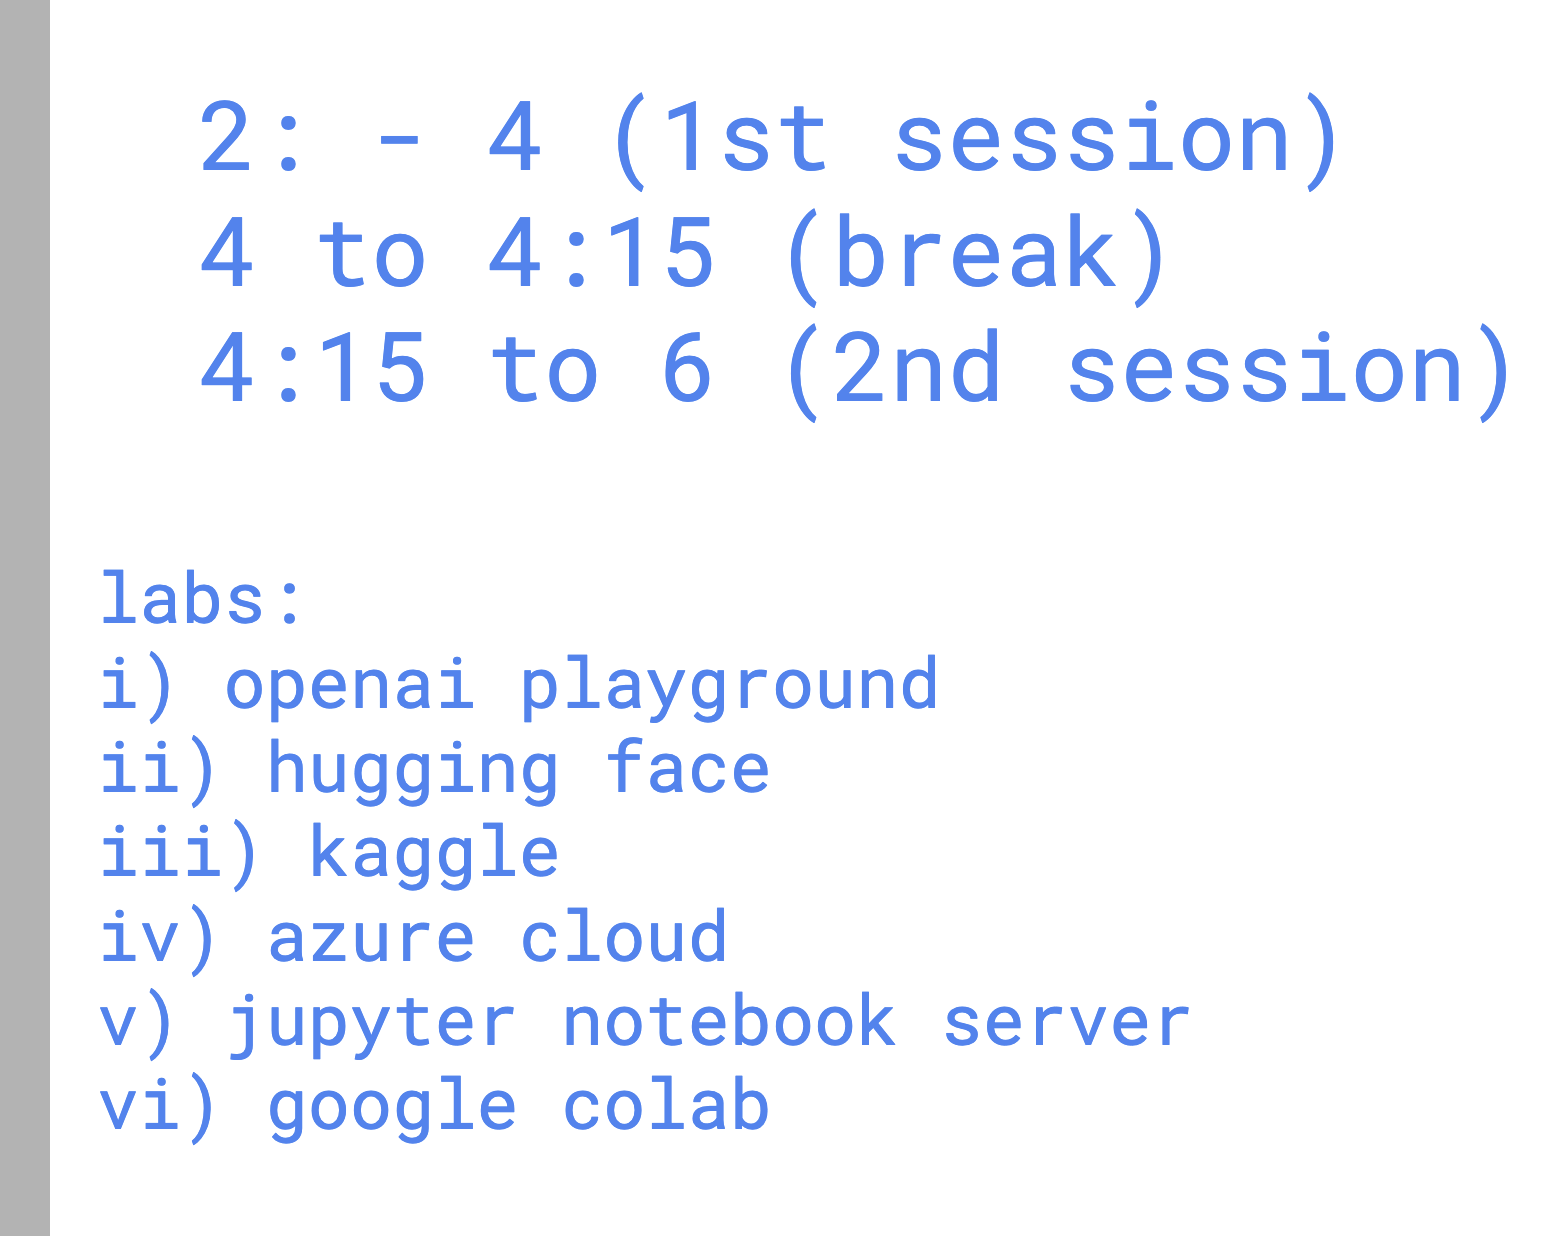 2: - 4 (1st session)
4 to 4:15 (break)
4:15 to 6 (2nd session)
labs:
i) openai playground
ii) hugging face
iii) kaggle
iv) azure cloud
v) jupyter notebook server
vi) google colab